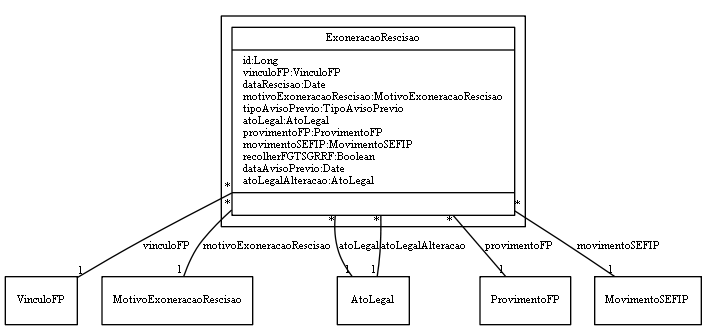 ExoneracaoRescisao
id:Long
vinculoFP:VinculoFP
dataRescisao:Date
motivoExoneracaoRescisao:MotivoExoneracaoRescisao
tipoAvisoPrevio:TipoAvisoPrevio
atoLegal:AtoLegal
provimentoFP:ProvimentoFP
movimentoSEFIP:MovimentoSEFIP
recolherFGTSGRRF:Boolean
dataAvisoPrevio:Date
atoLegalAlteracao:AtoLegal
* * * * * *
vinculoFP motivoExoneracaoRescisao atoLegal atoLegalAlteracao provimentoFP movimentoSEFIP
1 1 1 1 1 1
VinculoFP MotivoExoneracaoRescisao AtoLegal ProvimentoFP MovimentoSEFIP